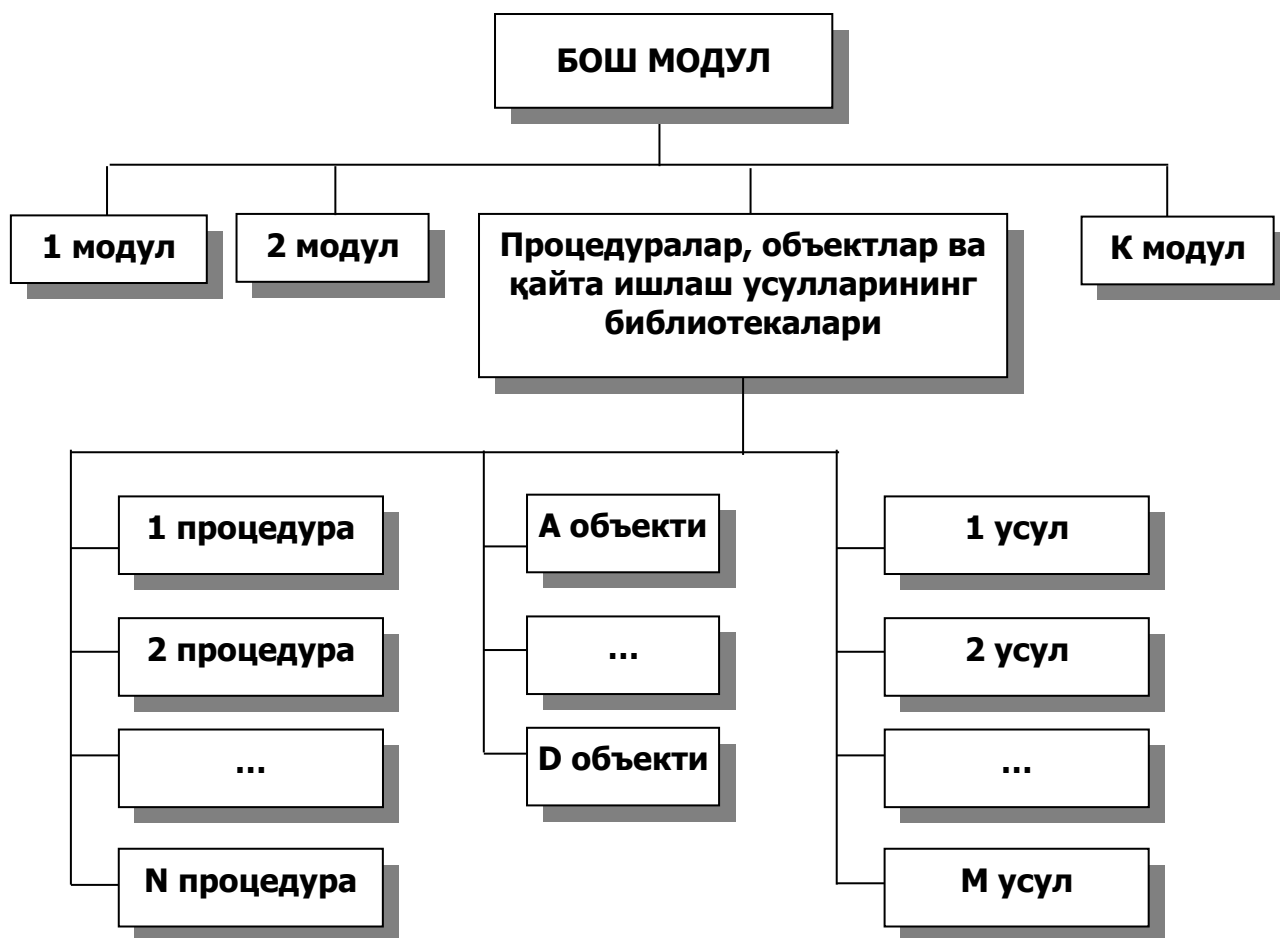 БОШ МОДУЛ
1 модул
2 модул
Процедуралар, объектлар ва
қайта ишлаш усулларининг
библиотекалари
К модул
1 процедура
А объекти
1 усул
2 процедура
...
2 усул
...
D объекти
...
N процедура
М усул